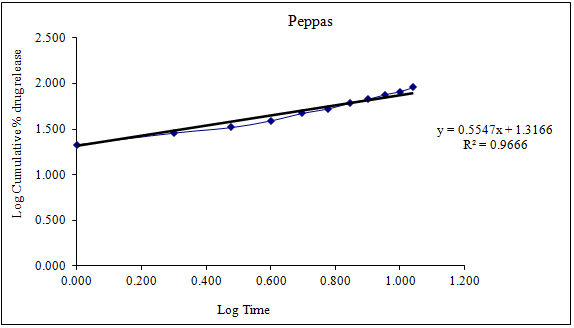 Peppas
2.500
2.000
1.500
1.000
0.500
0.000
Log Cumulative % drug release
y = 0.5547x + 1.3166
R² = 0.9666
0.000 0.200 0.400 0.600 0.800 1.000 1.200
Log Time